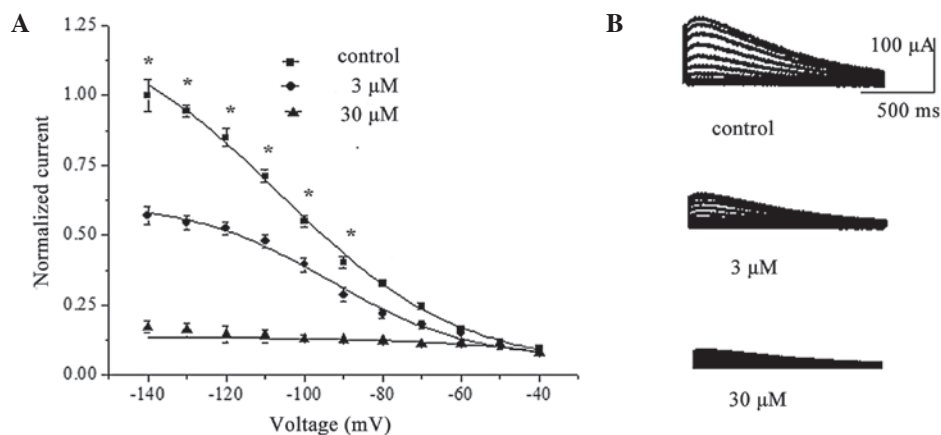 A
B
1.25
1.00
0.75
0.50
0.25
0.00
Normalized current
control
3 µM
30 µM
* * * * * *
-140 -120 -100 -80 -60 -40
Voltage (mV)
100 µA
500 ms
control
3 µM
30 µM